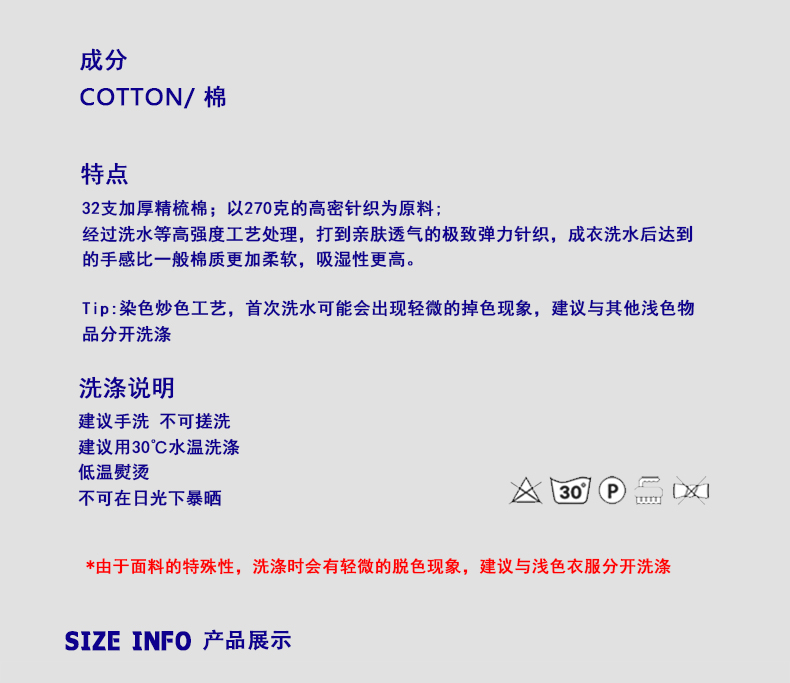 成分
COTTON/ 棉
特点
32支加厚精梳棉；以270克的高密针织为原料；
经过洗水等高强度工艺处理，打到亲肤透气的极致弹力针织，成衣洗水后达到
的手感比一般棉质更加柔软，吸湿性更高。
Tip:染色炒色工艺，首次洗水可能会出现轻微的掉色现象，建议与其他浅色物
品分开洗涤
洗涤说明
建议手洗 不可搓洗
建议用30℃水温洗涤
低温熨烫
不可在日光下暴晒
30° P
*由于面料的特殊性，洗涤时会有轻微的脱色现象，建议与浅色衣服分开洗涤
SIZE INFO 产品展示